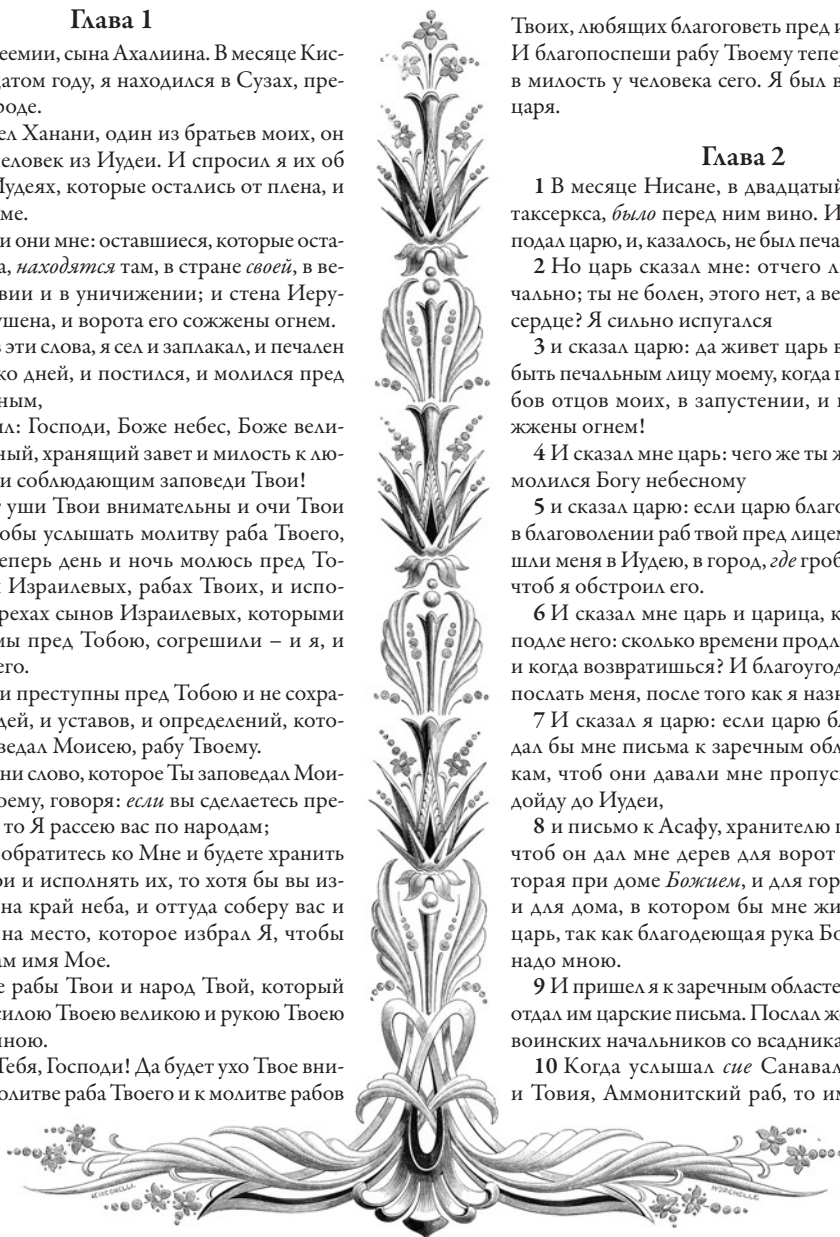 Глава 1
еемии, сына Ахалиина. В месяце Кис-
цатом году, я находился в Сузах, пре-
роде.
ел Ханани, один из братьев моих, он
еловек из Иудеи. И спросил я их об
Иудеях, которые остались от плена, и
ме.
и они мне: оставшиеся, которые оста-
а, находятся там, в стране своей, в ве-
вии и в уничижении; и стена Иеру-
ушена, и ворота его сожжены огнем.
в эти слова, я сел и заплакал, и печален
ко дней, и постился, и молился пред
ным,
ил: Господи, Боже небес, Боже вели-
ный, хранящий завет и милость к лю-
и соблюдающим заповеди Твои!
т уши Твои внимательны и очи Твои
обы услышать молитву раба Твоего,
еперь день и ночь молюсь пред То-
х Израилевых, рабах Твоих, и испо-
рехах сынов Израилевых, которыми
мы пред Тобою, согрешили – и я, и
его.
и преступны пред Тобою и не сохра-
дей, и уставов, и определений, кото-
ведал Моисею, рабу Твоему.
ни слово, которое Ты заповедал Мои-
оему, говоря: если вы сделаетесь пре-
то Я рассею вас по народам;
обратитесь ко Мне и будете хранить
ои и исполнять их, то хотя бы вы из-
на край неба, и оттуда соберу вас и
на место, которое избрал Я, чтобы
ам имя Мое.
е рабы Твои и народ Твой, который
силою Твоею великою и рукою Твоею
ною.
Тебя, Господи! Да будет ухо Твое вни-
олитве раба Твоего и к молитве рабов
Твоих, любящих благоговеть пред и
И благопоспеши рабу Твоему тепер
в милость у человека сего. Я был в
царя.
Глава 2
1 В месяце Нисане, в двадцатый
таксеркса, было перед ним вино. И
подал царю, и, казалось, не был печа
2 Но царь сказал мне: отчего л
чально; ты не болен, этого нет, а ве
сердце? Я сильно испугался
3 и сказал царю: да живет царь в
быть печальным лицу моему, когда г
бов отцов моих, в запустении, и в
жжены огнем!
4 И сказал мне царь: чего же ты ж
молился Богу небесному
5 и сказал царю: если царю благо
в благоволении раб твой пред лицем
шли меня в Иудею, в город, где гроб
чтоб я обстроил его.
6 И сказал мне царь и царица, к
подле него: сколько времени продл
и когда возвратишься? И благоугод
послать меня, после того как я назн
7 И сказал я царю: если царю бл
дал бы мне письма к заречным обл
кам, чтоб они давали мне пропуск
дойду до Иудеи,
8 и письмо к Асафу, хранителю п
чтоб он дал мне дерев для ворот
торая при доме Божием, и для гор
и для дома, в котором бы мне жи
царь, так как благодеющая рука Бо
надо мною.
9 И пришел я к заречным областе
отдал им царские письма. Послал же
воинских начальников со всадника
10 Когда услышал сие Санавал
и Товия, Аммонитский раб, то им